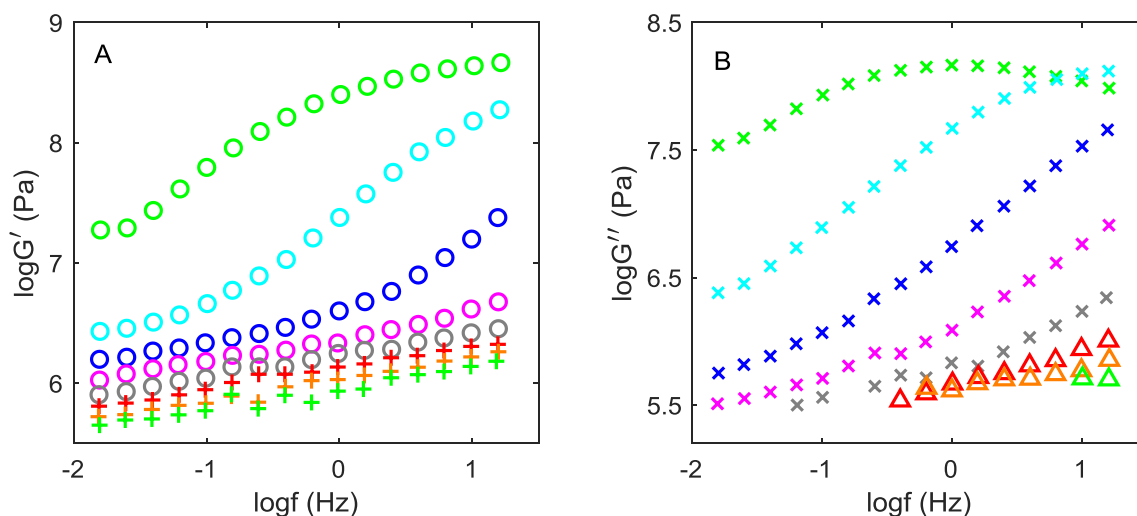 A
9
8
7
6
logG′ (Pa)
-2 -1 0 1
logf (Hz)
B
8.5
7.5
6.5
5.5
logG′′ (Pa)
-2 -1 0 1
logf (Hz)